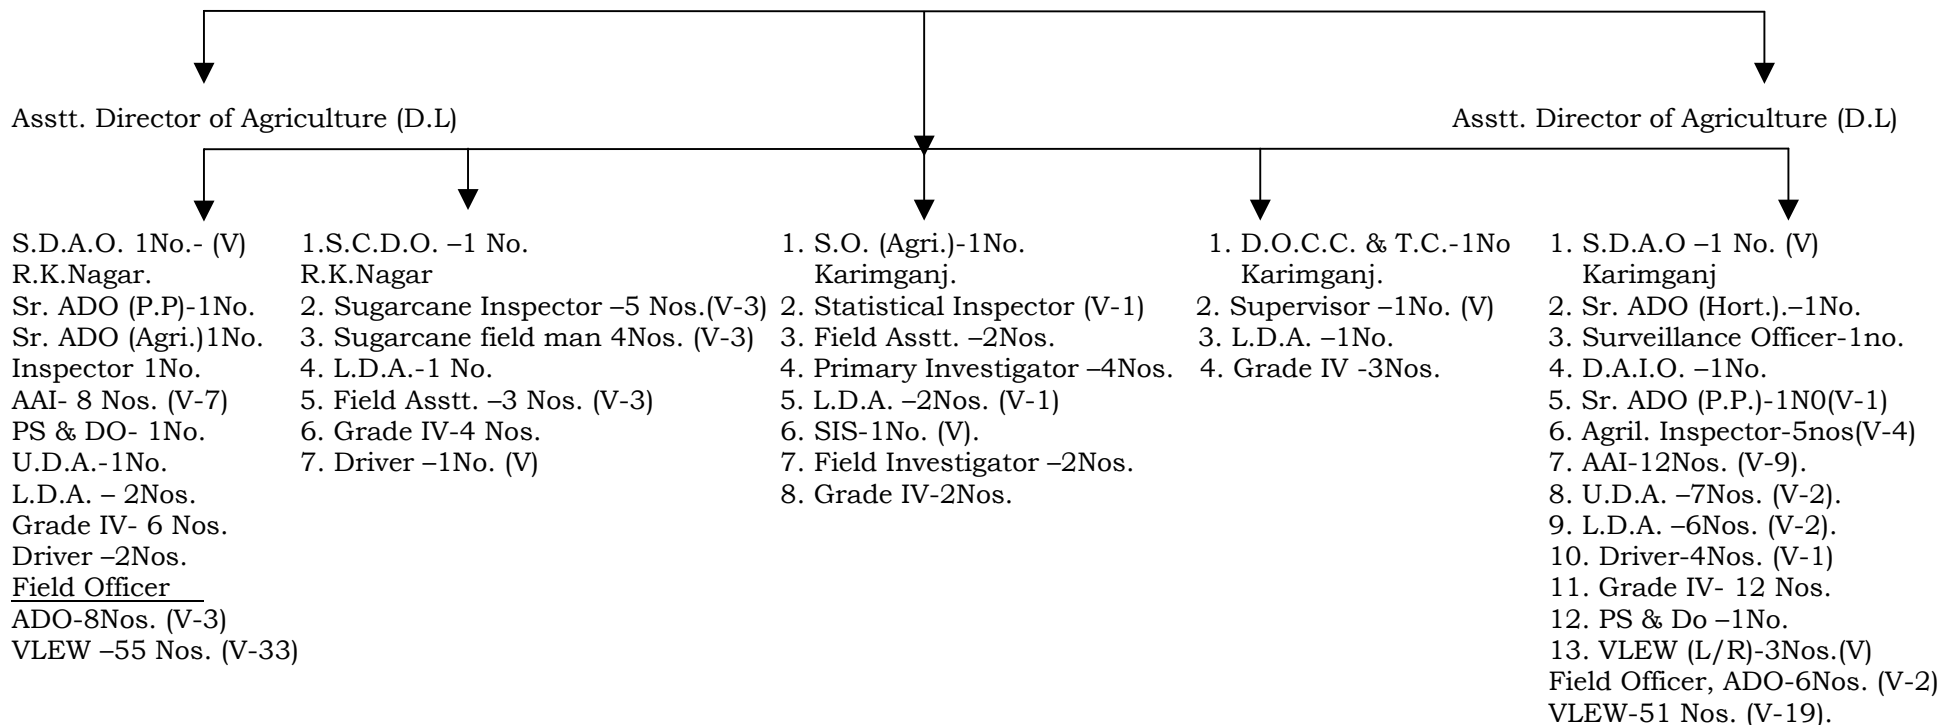 Asstt. Director of Agriculture (D.L)
Asstt. Director of Agriculture (D.L)
S.D.A.O. 1No.- (V)
R.K.Nagar.
Sr. ADO (P.P)-1No.
Sr. ADO (Agri.)1No.
Inspector 1No.
AAI- 8 Nos. (V-7)
PS & DO- 1No.
U.D.A.-1No.
L.D.A. – 2Nos.
Grade IV- 6 Nos.
Driver –2Nos.
Field Officer
ADO-8Nos. (V-3)
VLEW –55 Nos. (V-33)
1.S.C.D.O. –1 No.
R.K.Nagar
2. Sugarcane Inspector –5 Nos.(V-3)
3. Sugarcane field man 4Nos. (V-3)
4. L.D.A.-1 No.
5. Field Asstt. –3 Nos. (V-3)
6. Grade IV-4 Nos.
7. Driver –1No. (V)
1. S.O. (Agri.)-1No.
Karimganj.
2. Statistical Inspector (V-1)
3. Field Asstt. –2Nos.
4. Primary Investigator –4Nos.
5. L.D.A. –2Nos. (V-1)
6. SIS-1No. (V).
7. Field Investigator –2Nos.
8. Grade IV-2Nos.
1. D.O.C.C. & T.C.-1No
Karimganj.
2. Supervisor –1No. (V)
3. L.D.A. –1No.
4. Grade IV -3Nos.
1. S.D.A.O –1 No. (V)
Karimganj
2. Sr. ADO (Hort.).–1No.
3. Surveillance Officer-1no.
4. D.A.I.O. –1No.
5. Sr. ADO (P.P.)-1N0(V-1)
6. Agril. Inspector-5nos(V-4)
7. AAI-12Nos. (V-9).
8. U.D.A. –7Nos. (V-2).
9. L.D.A. –6Nos. (V-2).
10. Driver-4Nos. (V-1)
11. Grade IV- 12 Nos.
12. PS & Do –1No.
13. VLEW (L/R)-3Nos.(V)
Field Officer, ADO-6Nos. (V-2)
VLEW-51 Nos. (V-19).